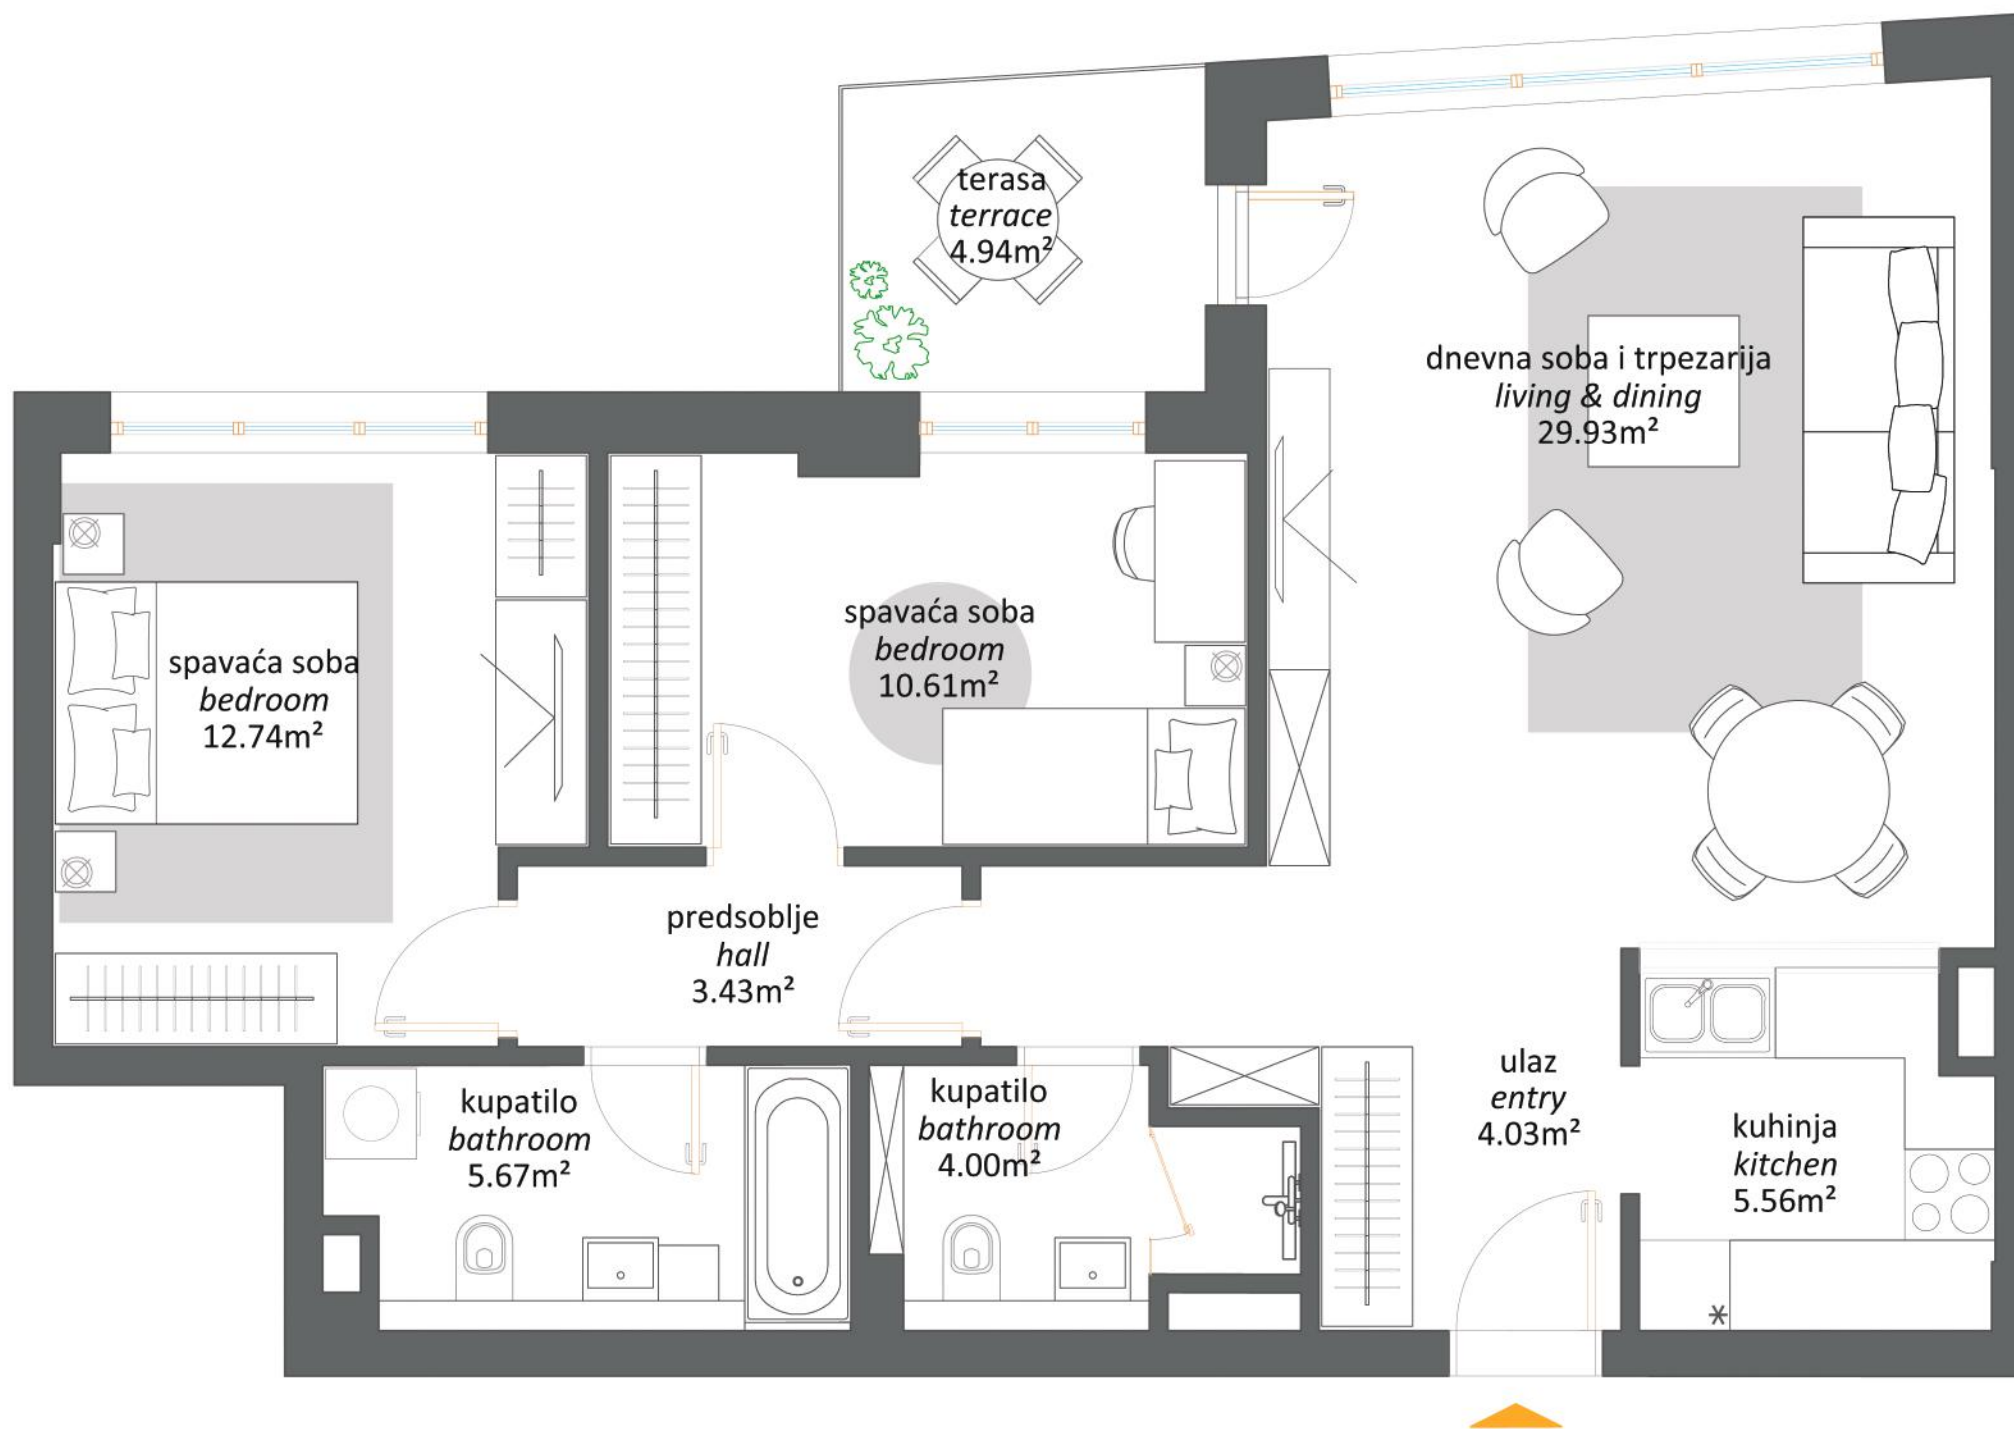 terasa
terrace
4.94m²
dnevna soba i trpezarija
living & dining
29.93m²
spavaća soba
bedroom
12.74m²
spavaća soba
bedroom
10.61m²
predsoblje
hall
3.43m²
kupatilo
bathroom
5.67m²
kupatilo
bathroom
4.00m²
ulaz
entry
4.03m²
kuhinja
kitchen
5.56m²